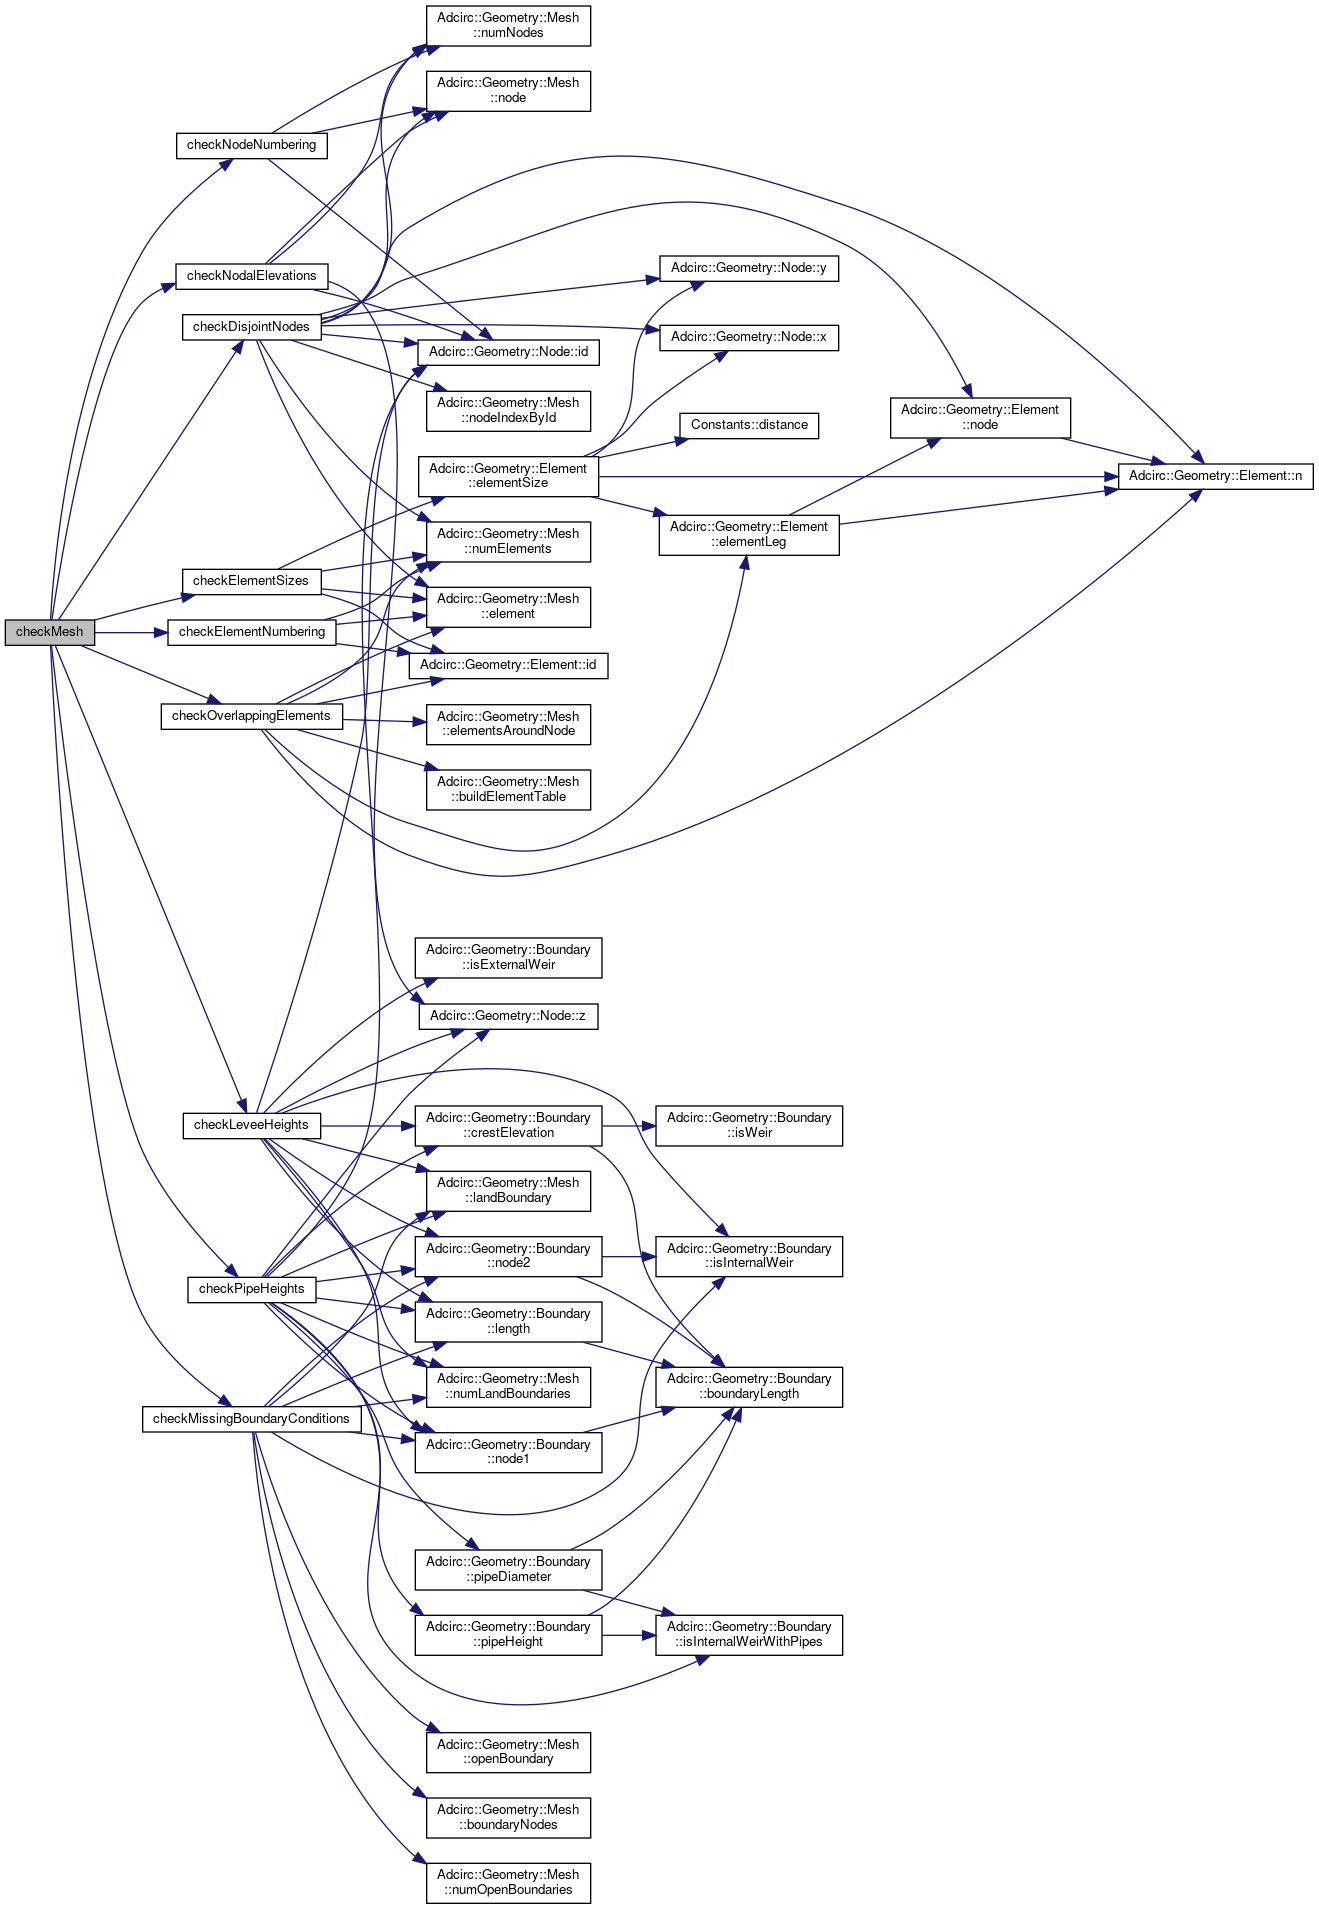 Adcirc::Geometry::Mesh
::numNodes
Adcirc::Geometry::Mesh
::node
checkNodeNumbering
checkNodalElevations
Adcirc::Geometry::Node::y
checkDisjointNodes
Adcirc::Geometry::Node::x
Adcirc::Geometry::Node::id
Adcirc::Geometry::Mesh
::nodeIndexById
Adcirc::Geometry::Element
::node
Constants::distance
Adcirc::Geometry::Element
::elementSize
Adcirc::Geometry::Element::n
Adcirc::Geometry::Element
::elementLeg
Adcirc::Geometry::Mesh
::numElements
checkElementSizes
Adcirc::Geometry::Mesh
::element
checkMesh
checkElementNumbering
Adcirc::Geometry::Element::id
checkOverlappingElements
Adcirc::Geometry::Mesh
::elementsAroundNode
Adcirc::Geometry::Mesh
::buildElementTable
Adcirc::Geometry::Boundary
::isExternalWeir
Adcirc::Geometry::Node::z
checkLeveeHeights
Adcirc::Geometry::Boundary
::crestElevation
Adcirc::Geometry::Boundary
::isWeir
Adcirc::Geometry::Mesh
::landBoundary
Adcirc::Geometry::Boundary
::node2
Adcirc::Geometry::Boundary
::isInternalWeir
checkPipeHeights
Adcirc::Geometry::Boundary
::length
Adcirc::Geometry::Mesh
::numLandBoundaries
Adcirc::Geometry::Boundary
::boundaryLength
checkMissingBoundaryConditions
Adcirc::Geometry::Boundary
::node1
Adcirc::Geometry::Boundary
::pipeDiameter
Adcirc::Geometry::Boundary
::pipeHeight
Adcirc::Geometry::Boundary
::isInternalWeirWithPipes
Adcirc::Geometry::Mesh
::openBoundary
Adcirc::Geometry::Mesh
::boundaryNodes
Adcirc::Geometry::Mesh
::numOpenBoundaries